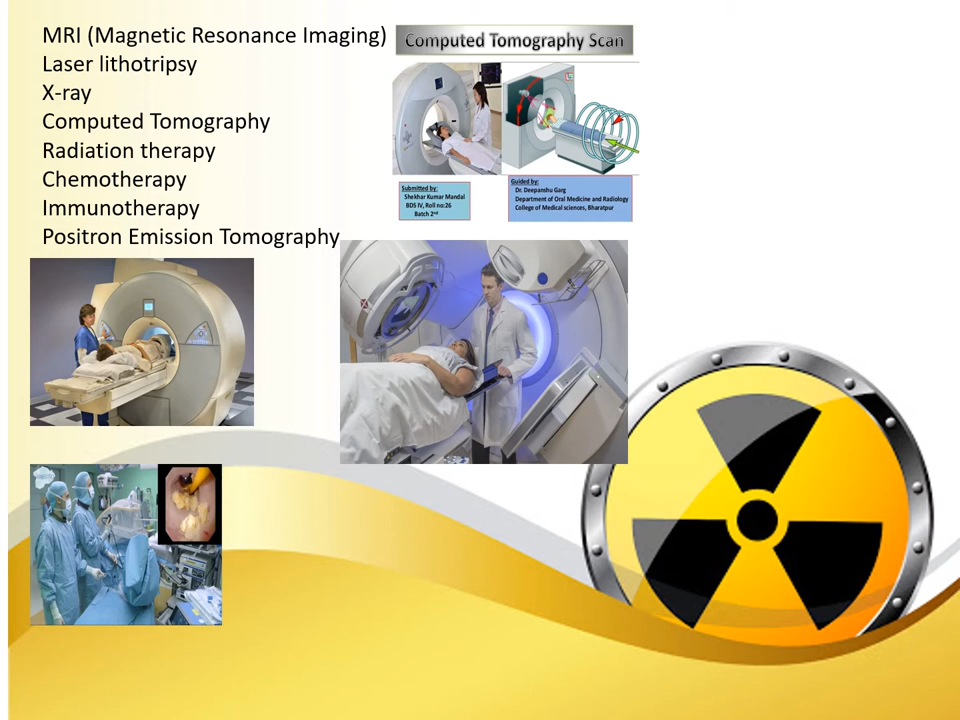 MRI (Magnetic Resonance Imaging)
Laser lithotripsy
X-ray
Computed Tomography
Radiation therapy
Chemotherapy
Immunotherapy
Positron Emission Tomography
Computed Tomography Scan
Submitted by:
Shekhar Kumar Mandal
BDS IV, Roll no:26
Batch 2nd
Guided by:
Dr. Deepanshu Garg
Department of Oral Medicine and Radiology
College of Medical sciences, Bharatpur